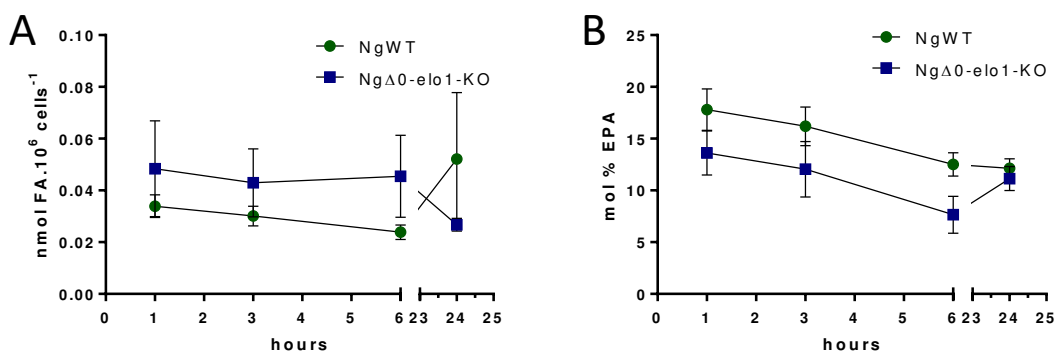 A
nmol FA.10⁶ cells⁻¹
0.10
0.08
0.06
0.04
0.02
0.00
NgWT
NgΔ0-elo1-KO
0 1 2 3 4 5 6 23 24 25
hours
B
mol % EPA
25
20
15
10
5
0
NgWT
NgΔ0-elo1-KO
0 1 2 3 4 5 6 23 24 25
hours